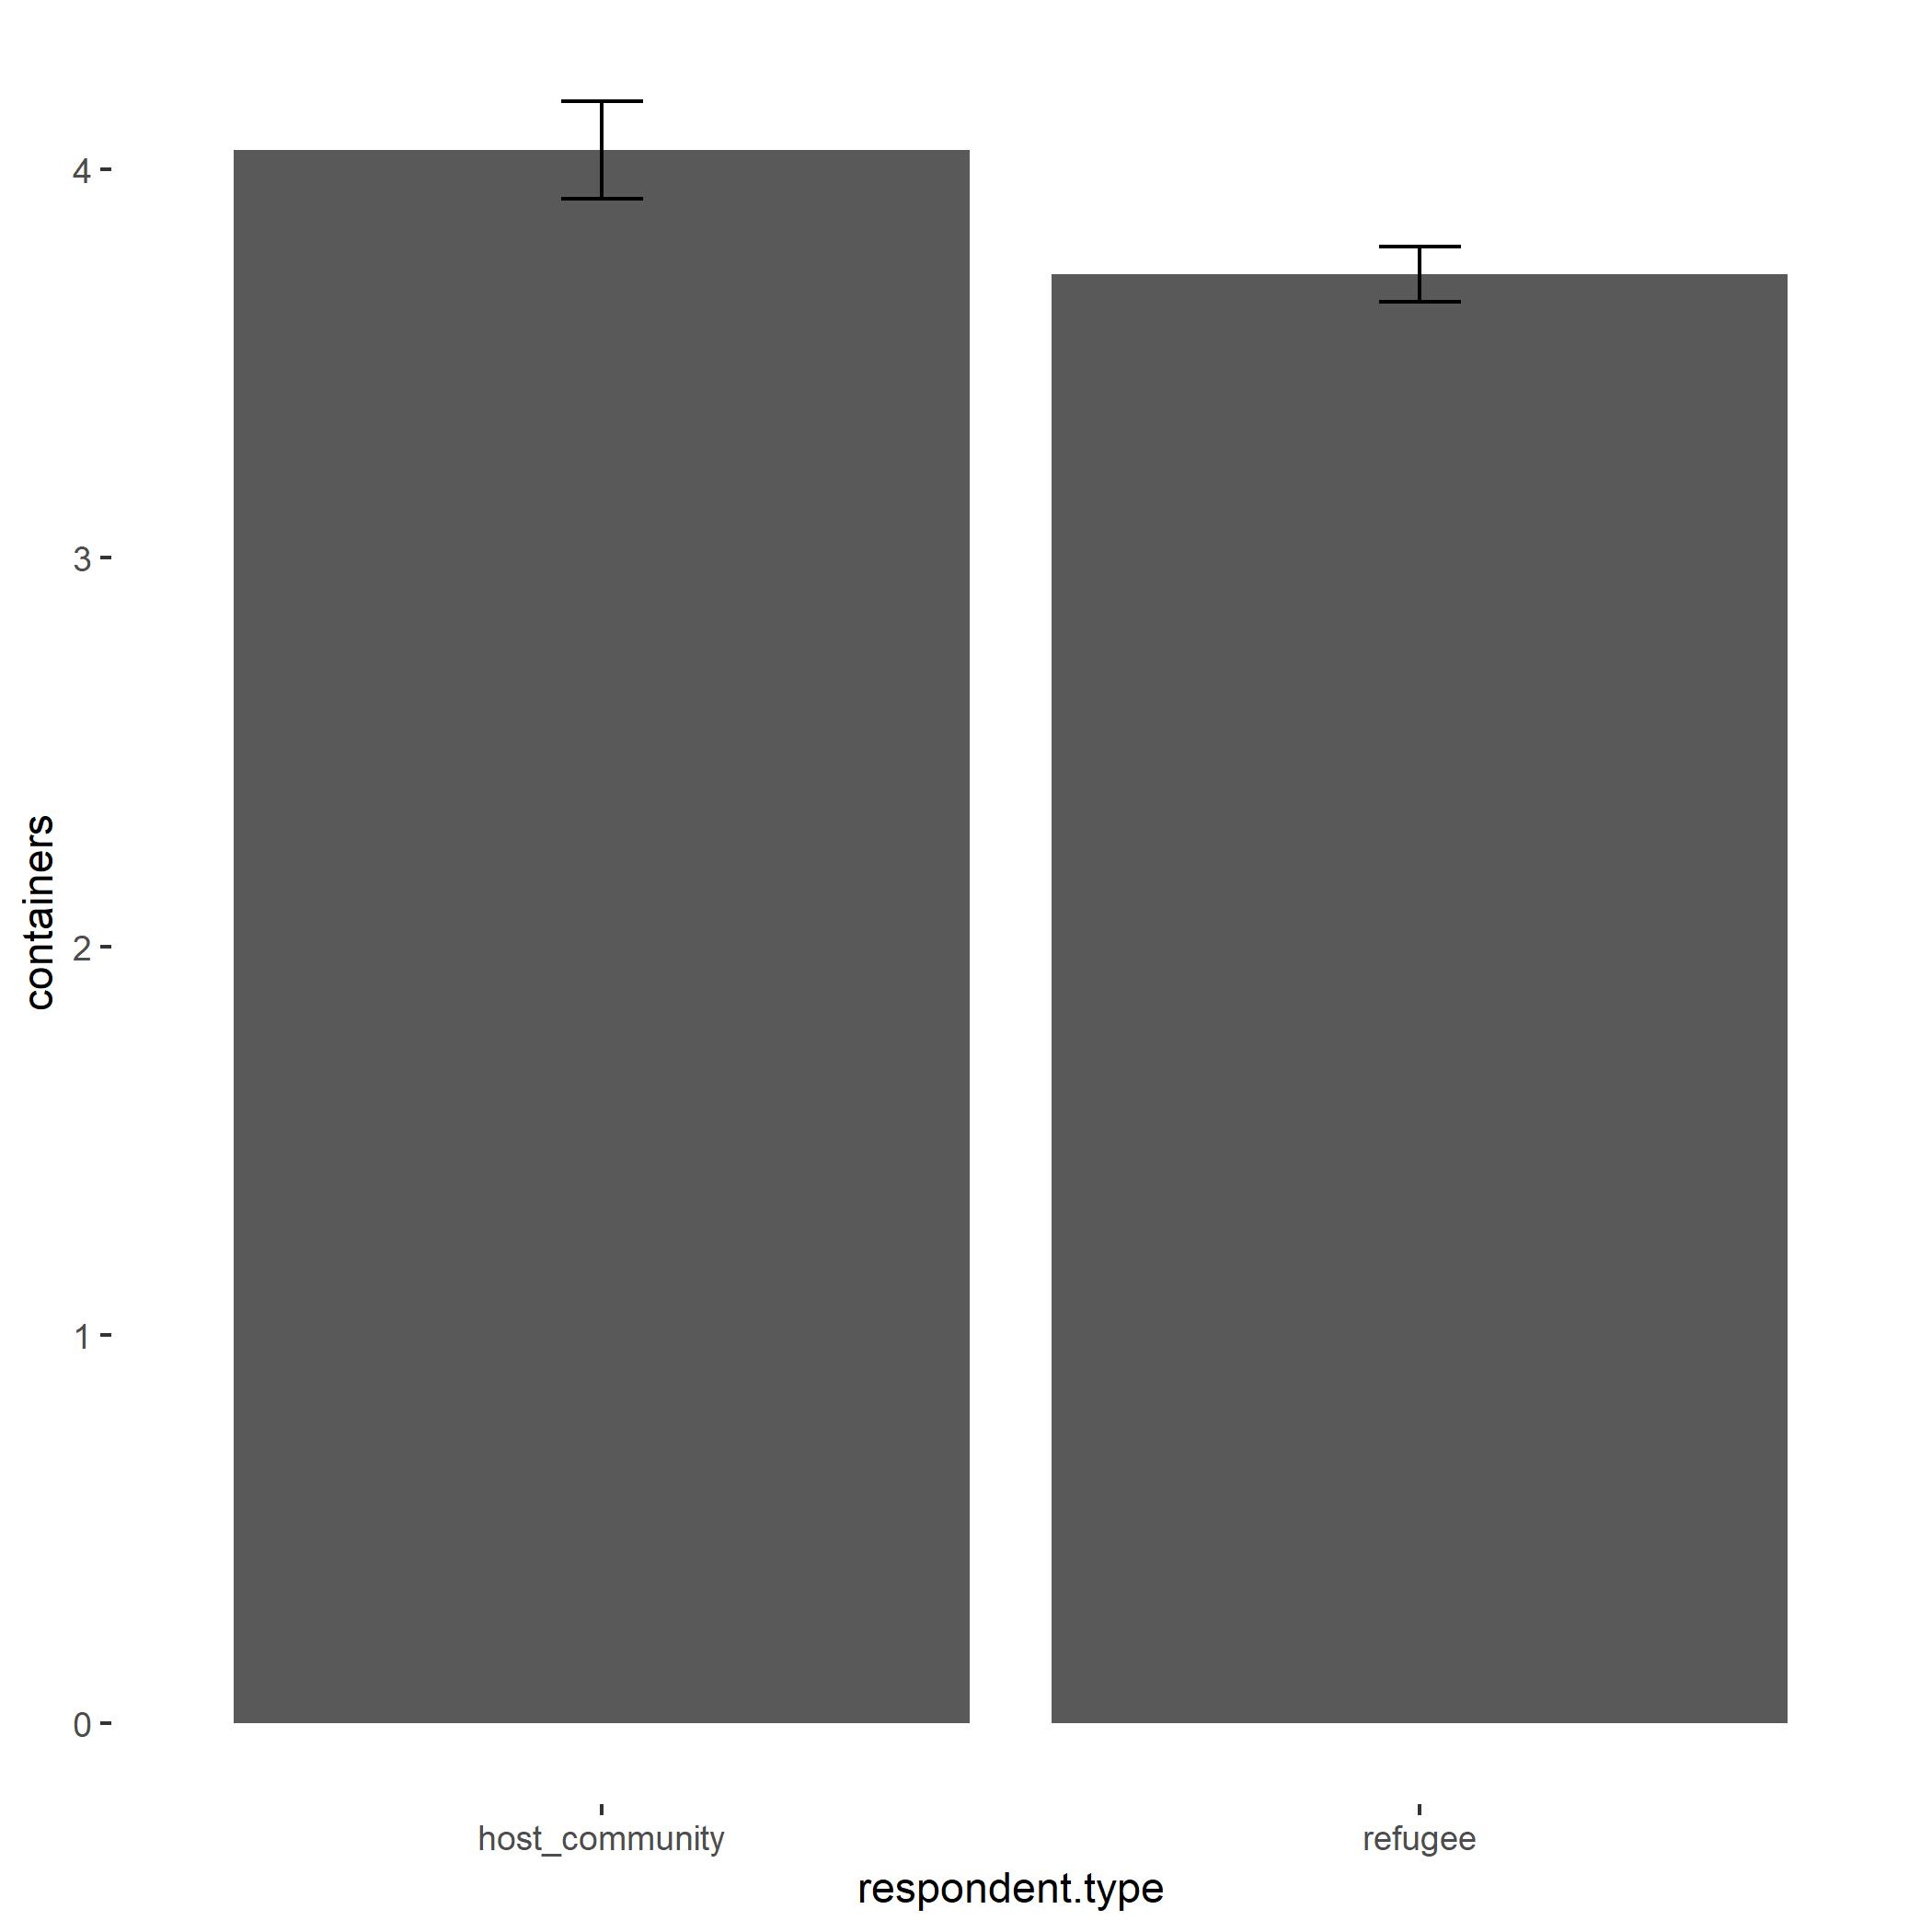 containers
4
3
2
1
0
host_community
refugee
respondent.type